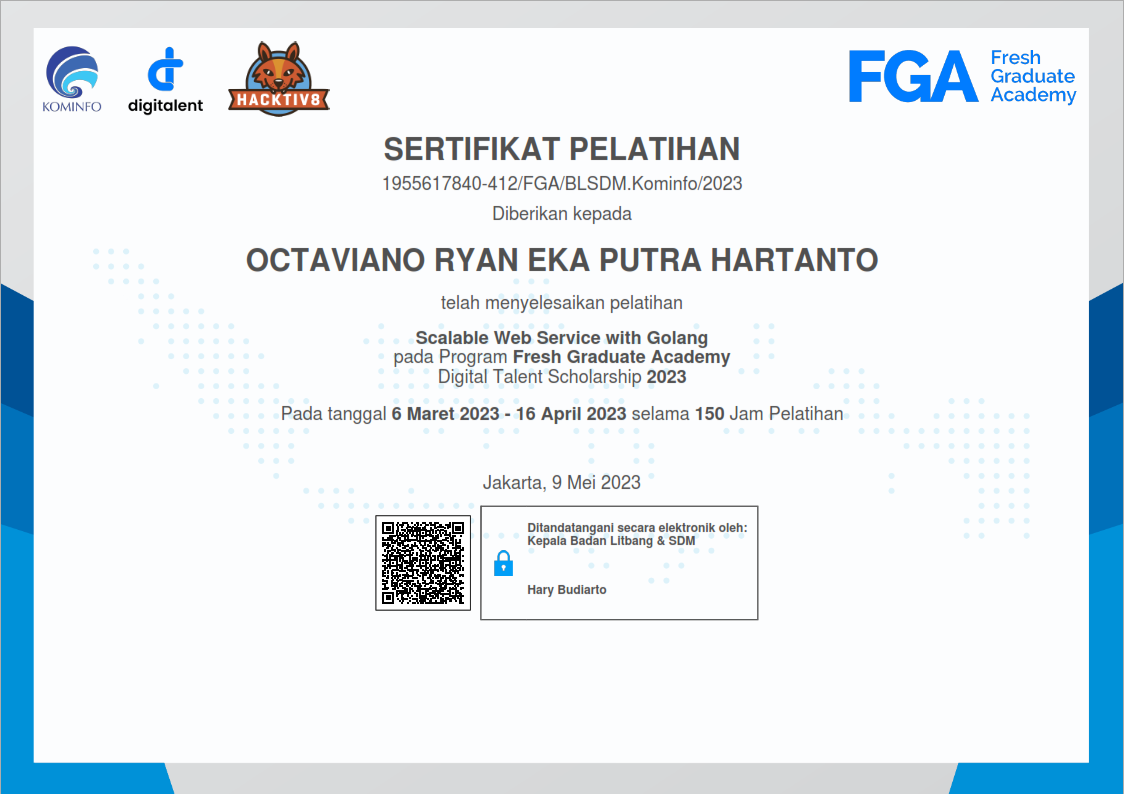 KOMINFO
digitalent
HACKTIV8
FGA
Fresh
Graduate
Academy
SERTIFIKAT PELATIHAN
1955617840-412/FGA/BLSDM.Kominfo/2023
Diberikan kepada
OCTAVIANO RYAN EKA PUTRA HARTANTO
telah menyelesaikan pelatihan
Scalable Web Service with Golang
pada Program Fresh Graduate Academy
Digital Talent Scholarship 2023
Pada tanggal 6 Maret 2023 - 16 April 2023 selama 150 Jam Pelatihan
Jakarta, 9 Mei 2023
Ditandatangani secara elektronik oleh:
Kepala Badan Litbang & SDM
Hary Budiarto